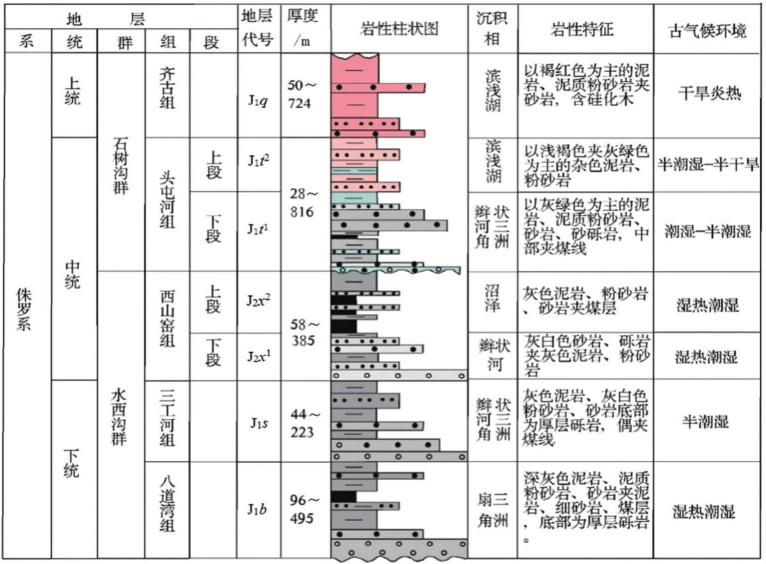 地 层
地层代号
厚度/m
岩性柱状图
沉积相
岩性特征
古气候环境
系 统 群 组 段
侏罗系
上统
中统
下统
石树沟群
水西沟群
齐古组
J₁q
50～
724
滨浅湖
以褐红色为主的泥
岩、泥质粉砂岩夹
砂岩，含硅化木
干旱炎热
头屯河组
上段
J₁t²
28～
816
滨浅湖
以浅褐色夹灰绿色
为主的杂色泥岩、
粉砂岩
半潮湿—半干旱
下段
J₁t¹
辫状
河三
角洲
以灰绿色为主的泥
岩、泥质粉砂岩、
砂岩、砂砾岩，中
部夹煤线
潮湿—半潮湿
西山窑组
上段
J₂x²
58～
385
沼泽
灰色泥岩、粉砂岩
、砂岩夹煤层
湿热潮湿
下段
J₂x¹
辫状
河
灰白色砂岩、砾岩
夹灰色泥岩、粉砂
岩
湿热潮湿
三工河组
J₁s
44～
223
辫状
河三
角洲
灰色泥岩、灰白色
粉砂岩、砂岩底部
为厚层砾岩，偶夹
煤线
半潮湿
八道湾组
J₁b
96～
495
扇三
角洲
深灰色泥岩、泥质
粉砂岩、砂岩夹泥
岩、细砂岩、煤层
，底部为厚层砾岩
。
湿热潮湿